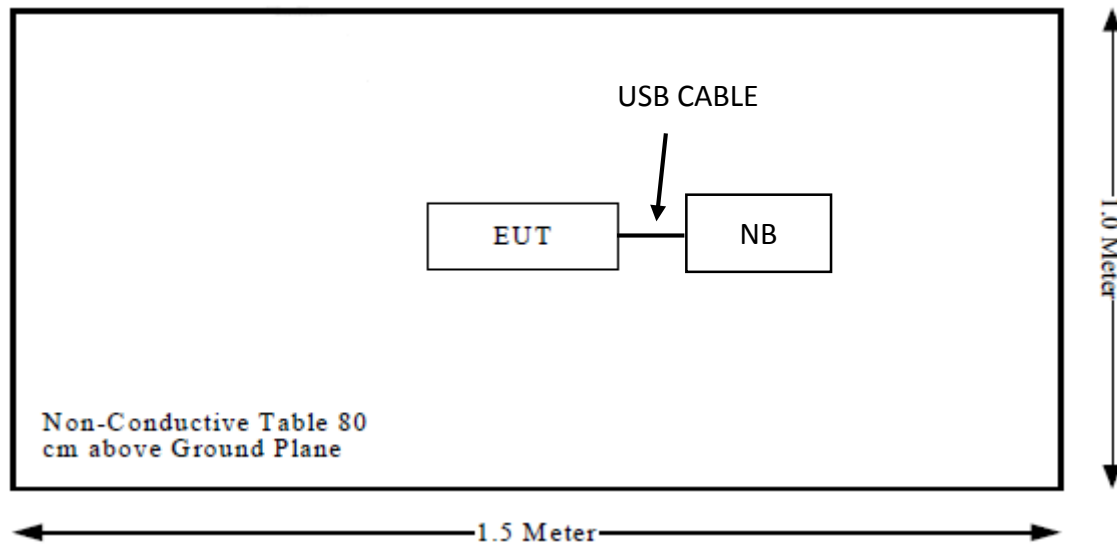 USB CABLE
EUT
NB
1.0 Meter
Non-Conductive Table 80
cm above Ground Plane
1.5 Meter